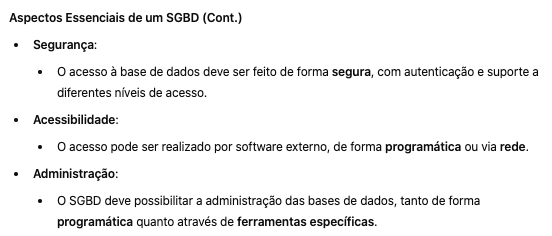 Aspectos Essenciais de um SGBD (Cont.)
• Segurança:
• O acesso à base de dados deve ser feito de forma segura, com autenticação e suporte a
diferentes níveis de acesso.
• Acessibilidade:
• O acesso pode ser realizado por software externo, de forma programática ou via rede.
• Administração:
• O SGBD deve possibilitar a administração das bases de dados, tanto de forma
programática quanto através de ferramentas específicas.